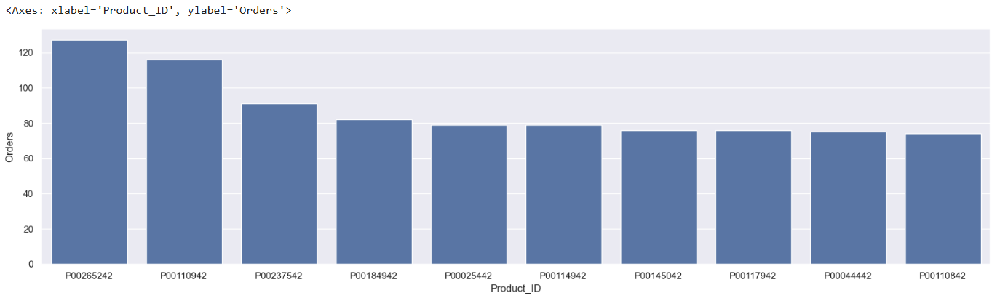 <Axes: xlabel='Product_ID', ylabel='Orders'>
120
100
80
60
40
20
0
Orders
P00265242 P00110942 P00237542 P00184942 P00025442 P00114942 P00145042 P00117942 P00044442 P00110842
Product_ID